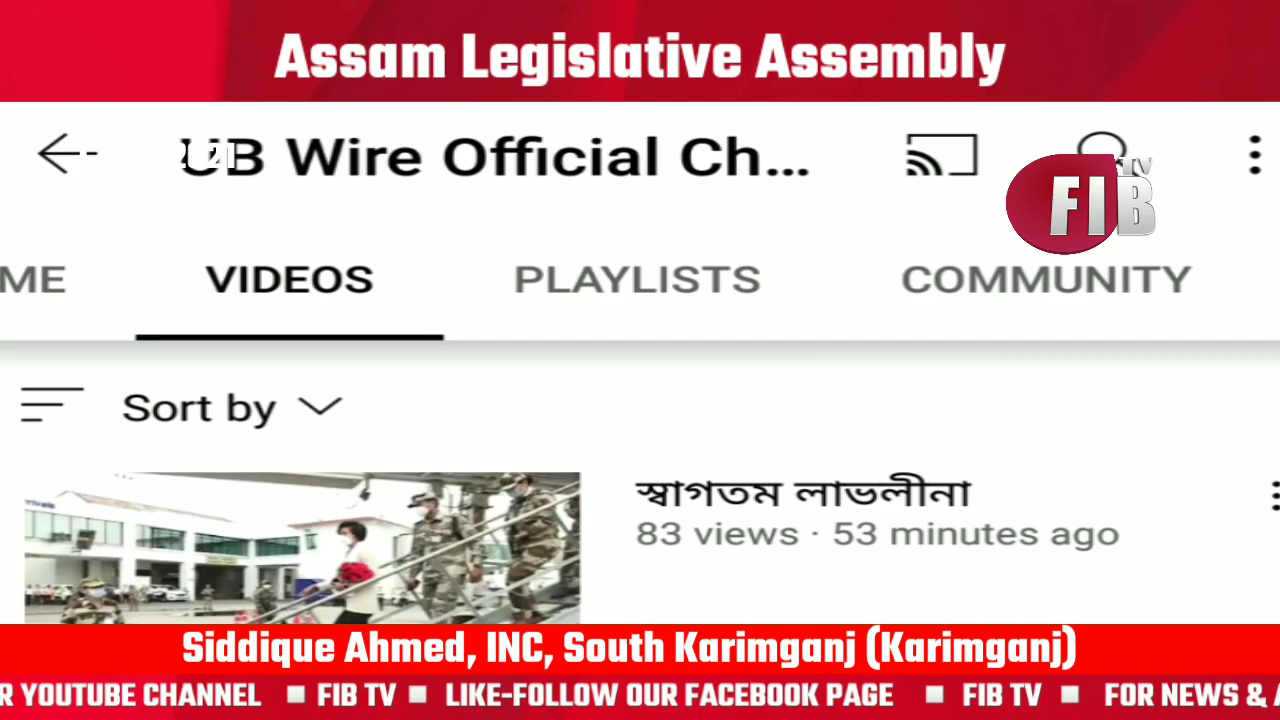 Assam Legislative Assembly
UB Wire Official Ch...
TV
FIB
ME VIDEOS PLAYLISTS COMMUNITY
Sort by
স্বাগতম লাভলীনা
83 views · 53 minutes ago
Siddique Ahmed, INC, South Karimganj (Karimganj)
R YOUTUBE CHANNEL FIB TV LIKE-FOLLOW OUR FACEBOOK PAGE FIB TV FOR NEWS &